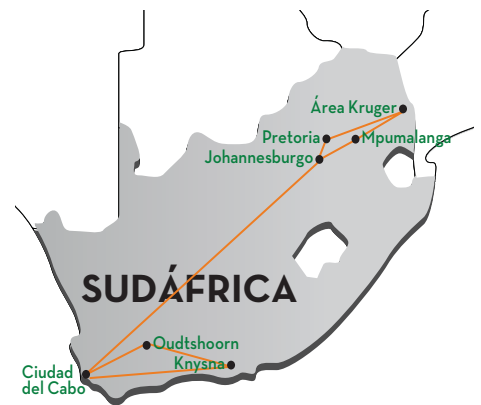 Área Kruger
Pretoria
Mpumalanga
Johannesburgo
SUDÁFRICA
Oudtshoorn
Knysna
Ciudad
del Cabo